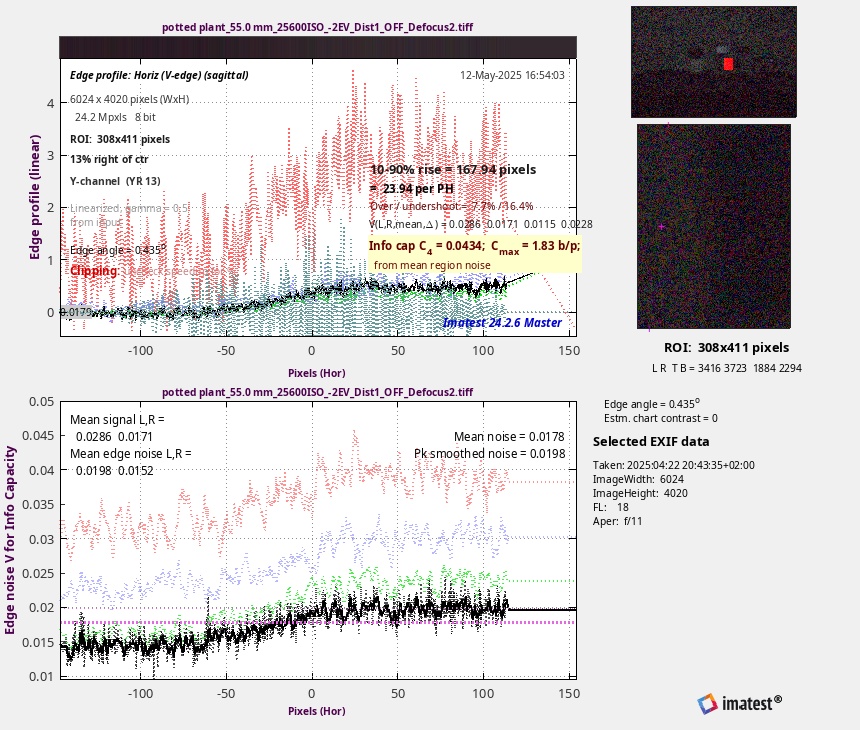 potted plant_55.0 mm_25600ISO_-2EV_Dist1_OFF_Defocus2.tiff
Edge profile: Horiz (V-edge) (sagittal)
12-May-2025 16:54:03
6024 x 4020 pixels (WxH)
24.2 Mpxls 8 bit
ROI: 308x411 pixels
13% right of ctr
Y-channel (YR 13)
Linearized, gamma = 0.5
from input
Edge angle = 0.435°
Clipping:
10-90% rise = 167.94 pixels
= 23.94 per PH
Over / undershoot = 7.7% / 16.4%
V(L,R,mean,Δ) = 0.0286 0.0171 0.0115 0.0228
Info cap C4 = 0.0434; Cmax = 1.83 b/p;
from mean region noise
0.0179
Imatest 24.2.6 Master
Edge profile (linear)
4
3
2
1
0
-100 -50 0 50 100 150
Pixels (Hor)
potted plant_55.0 mm_25600ISO_-2EV_Dist1_OFF_Defocus2.tiff
Mean signal L,R =
0.0286 0.0171
Mean edge noise L,R =
0.0198 0.0152
Mean noise = 0.0178
Pk smoothed noise = 0.0198
Edge noise V for Info Capacity
0.05
0.045
0.04
0.035
0.03
0.025
0.02
0.015
0.01
-100 -50 0 50 100 150
Pixels (Hor)
ROI: 308x411 pixels
L R T B = 3416 3723 1884 2294
Edge angle = 0.435°
Estm. chart contrast = 0
Selected EXIF data
Taken: 2025:04:22 20:43:35+02:00
ImageWidth: 6024
ImageHeight: 4020
FL: 18
Aper: f/11
imatest®